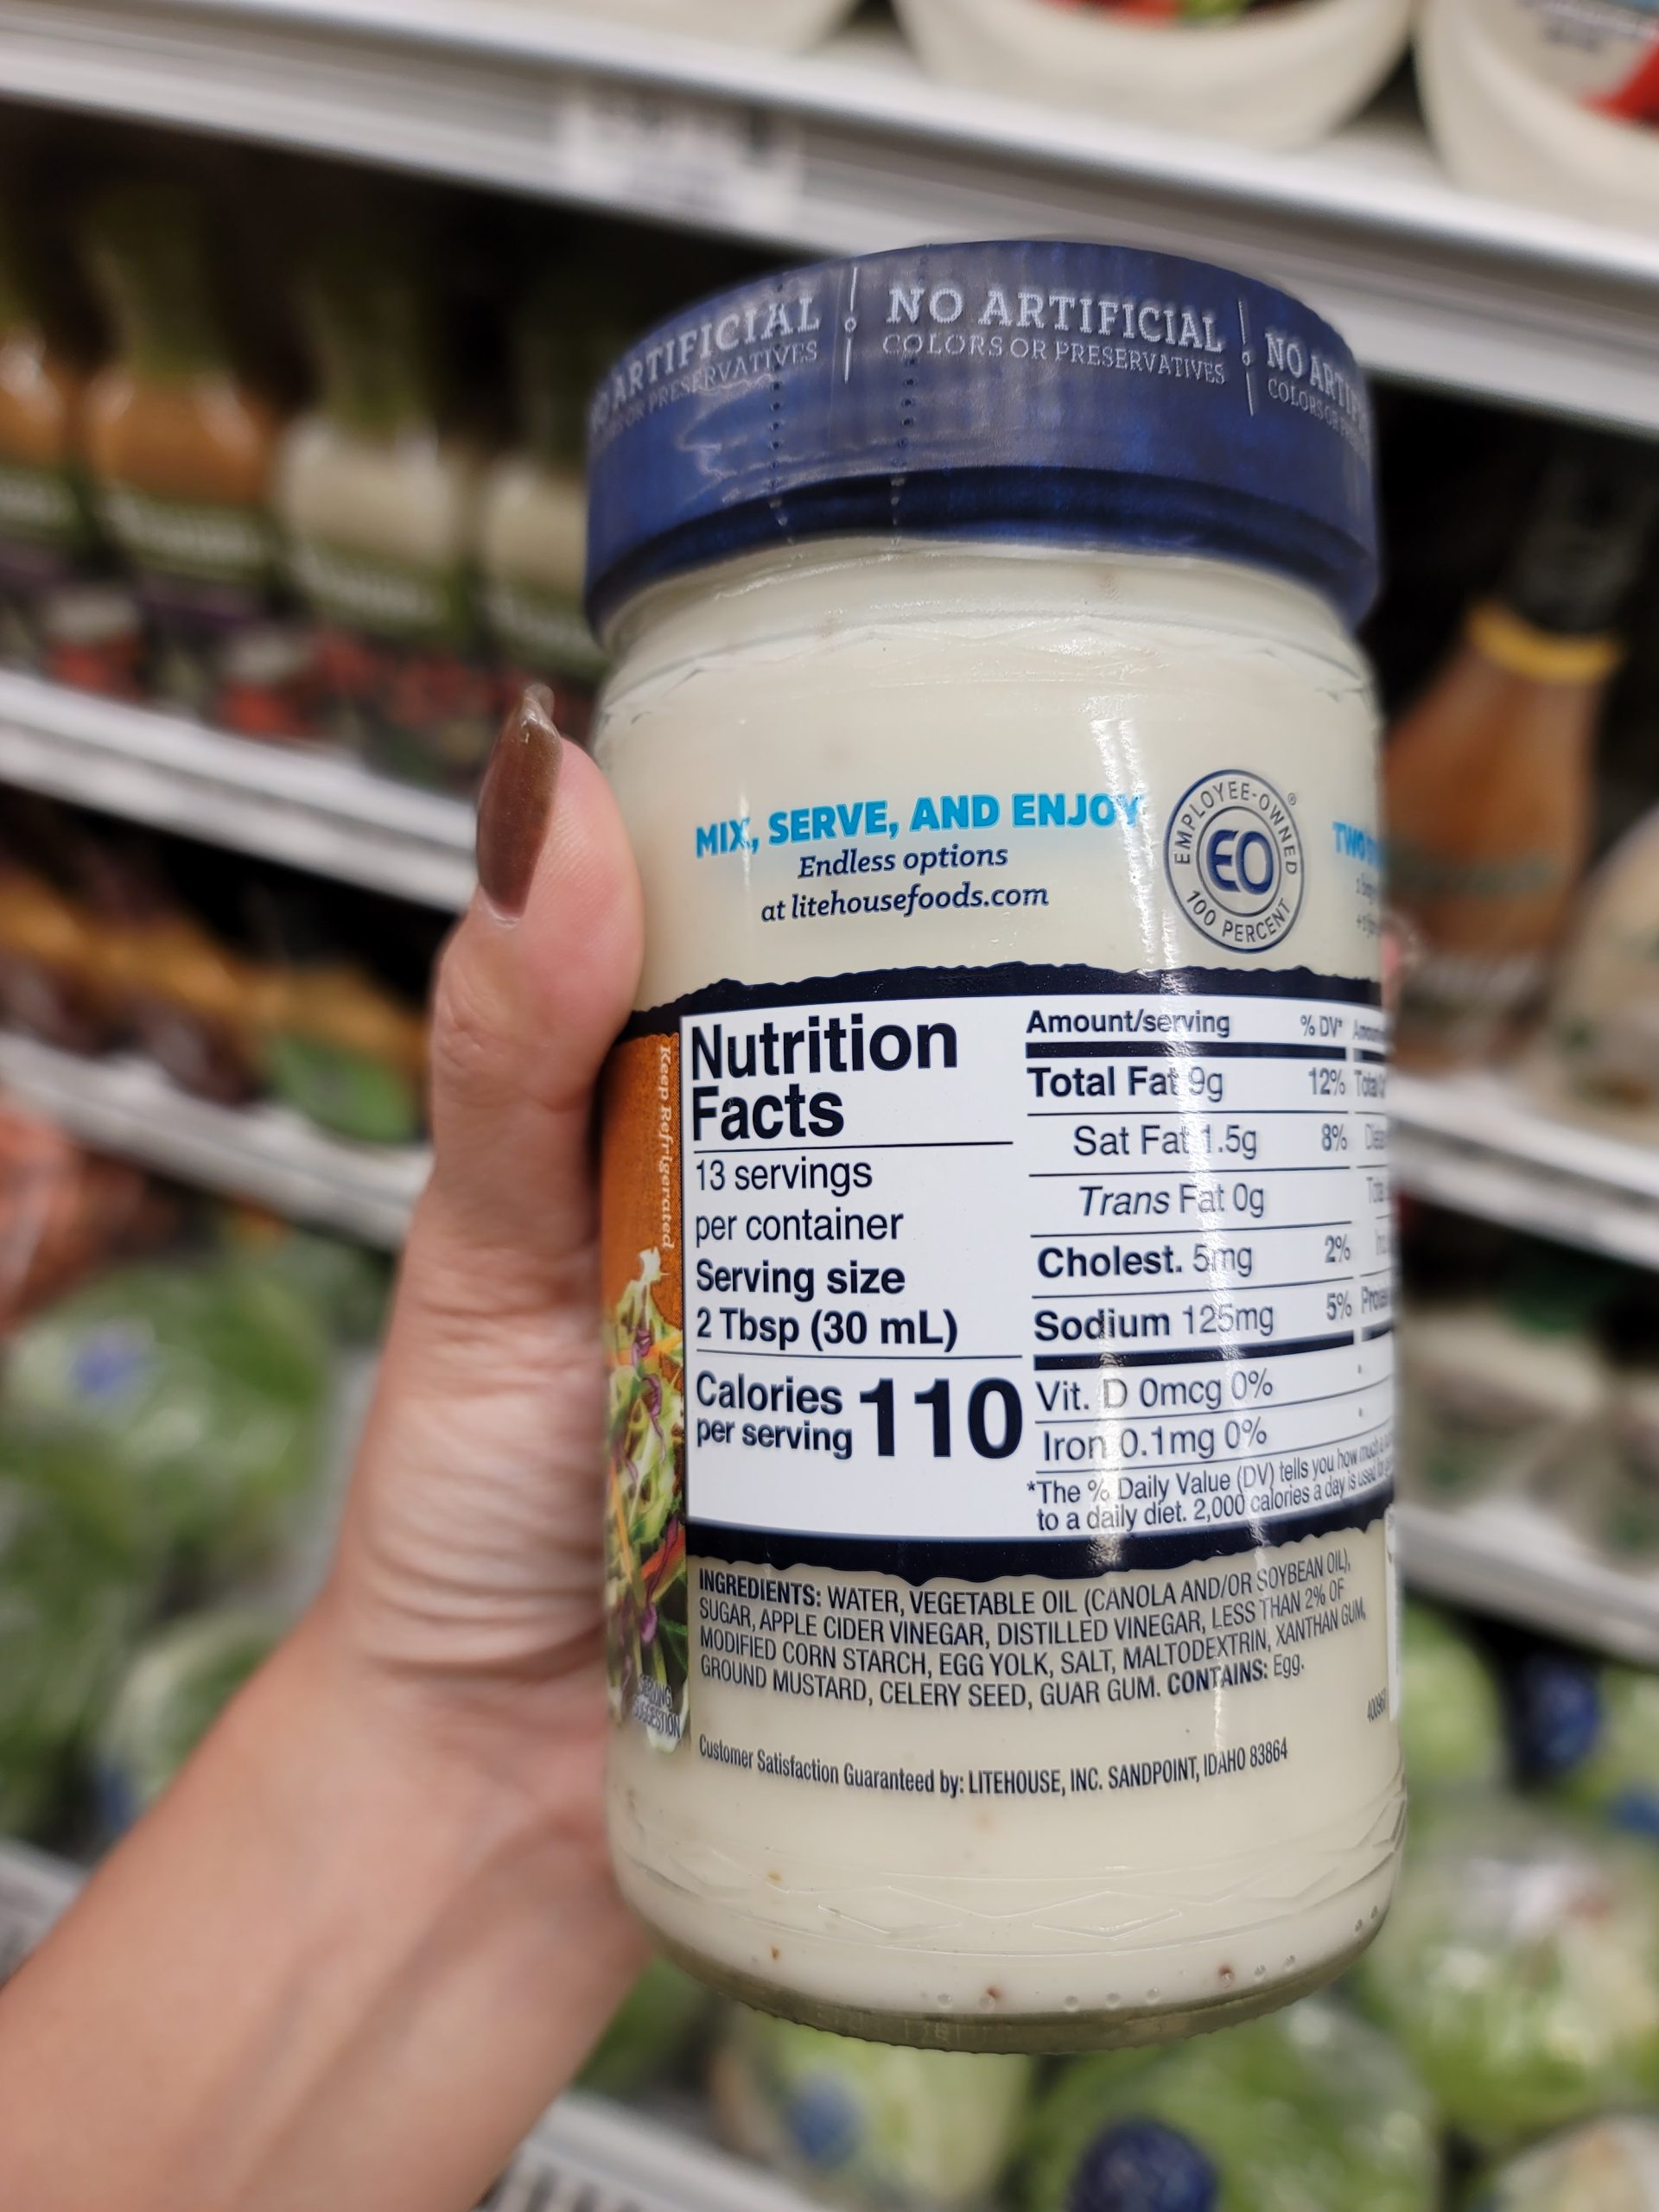 NO ARTIFICIAL
COLORS OR PRESERVATIVES
MIX, SERVE, AND ENJOY
Endless options
at litehousefoods.com
EMPLOYEE-OWNED®
EO
100 PERCENT
TWO
Keep Refrigerated
Nutrition
Facts
13 servings
per container
Serving size
2 Tbsp (30 mL)
Calories
per serving 110
Amount/serving % DV*
Total Fat 9g 12%
Sat Fat 1.5g 8%
Trans Fat 0g
Cholest. 5mg 2%
Sodium 125mg 5%
Vit. D 0mcg 0%
Iron 0.1mg 0%
*The % Daily Value (DV) tells you how much a
to a daily diet. 2,000 calories a day is used
INGREDIENTS: WATER, VEGETABLE OIL (CANOLA AND/OR SOYBEAN OIL),
SUGAR, APPLE CIDER VINEGAR, DISTILLED VINEGAR, LESS THAN 2% OF
MODIFIED CORN STARCH, EGG YOLK, SALT, MALTODEXTRIN, XANTHAN GUM,
GROUND MUSTARD, CELERY SEED, GUAR GUM. CONTAINS: Egg.
SUGGESTION
Customer Satisfaction Guaranteed by: LITEHOUSE, INC. SANDPOINT, IDAHO 83864